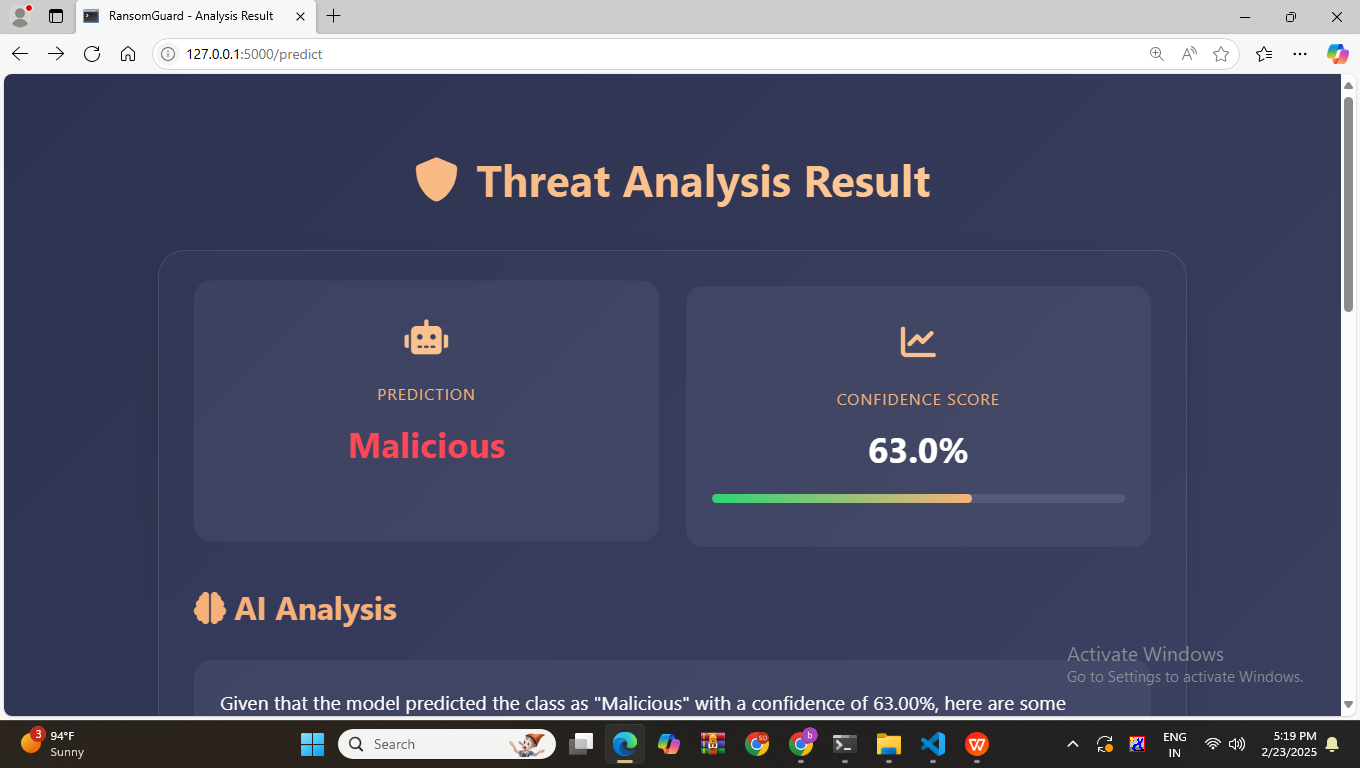 RansomGuard - Analysis Result
127.0.0.1:5000/predict
Threat Analysis Result
PREDICTION
Malicious
CONFIDENCE SCORE
63.0%
AI Analysis
Given that the model predicted the class as "Malicious" with a confidence of 63.00%, here are some
Activate Windows
Go to Settings to activate Windows.
3
94°F
Sunny
Search
SD
b
W
ENG
IN
5:19 PM
2/23/2025